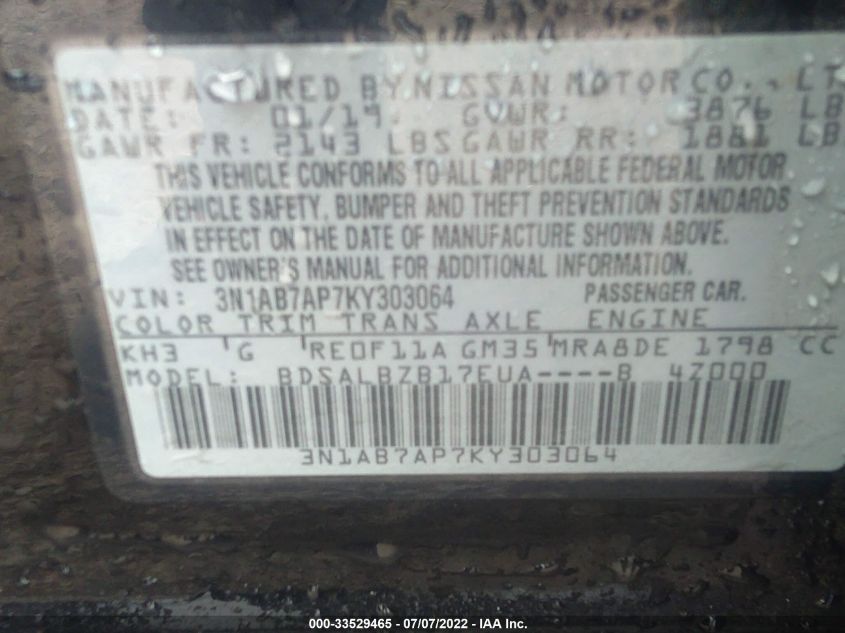 MANUFACTURED BY NISSAN MOTOR CO., LT
DATE: 01/19 GVWR: 3876 LB
GAWR FR: 2143 LBS GAWR RR: 1881 LB
THIS VEHICLE CONFORMS TO ALL APPLICABLE FEDERAL MOTOR
VEHICLE SAFETY, BUMPER AND THEFT PREVENTION STANDARDS
IN EFFECT ON THE DATE OF MANUFACTURE SHOWN ABOVE.
SEE OWNER'S MANUAL FOR ADDITIONAL INFORMATION.
VIN: 3N1AB7AP7KY303064 PASSENGER CAR.
COLOR TRIM TRANS AXLE ENGINE
KH3 G RE0F11A GM35 MRA8DE 1798 CC
MODEL: BDSALBZB17EUA----B 4Z000
3N1AB7AP7KY303064
000-33529465 - 07/07/2022 - IAAI Inc.